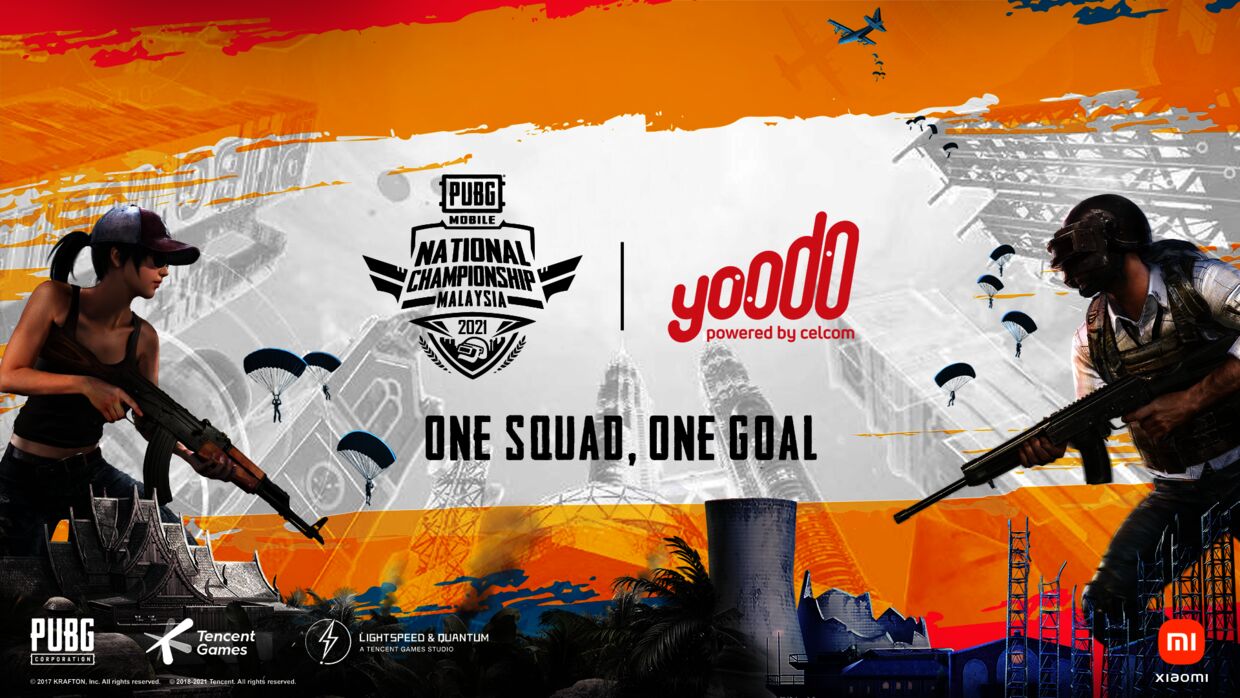 PUBG
MOBILE
NATIONAL
CHAMPIONSHIP
MALAYSIA
2021
yoodo
powered by celcom
ONE SQUAD, ONE GOAL
PUBG
CORPORATION
Tencent
Games
LIGHTSPEED & QUANTUM
A TENCENT GAMES STUDIO
mi
xiaomi
© 2017 KRAFTON, Inc. All rights reserved. © 2018-2021 Tencent. All rights reserved.